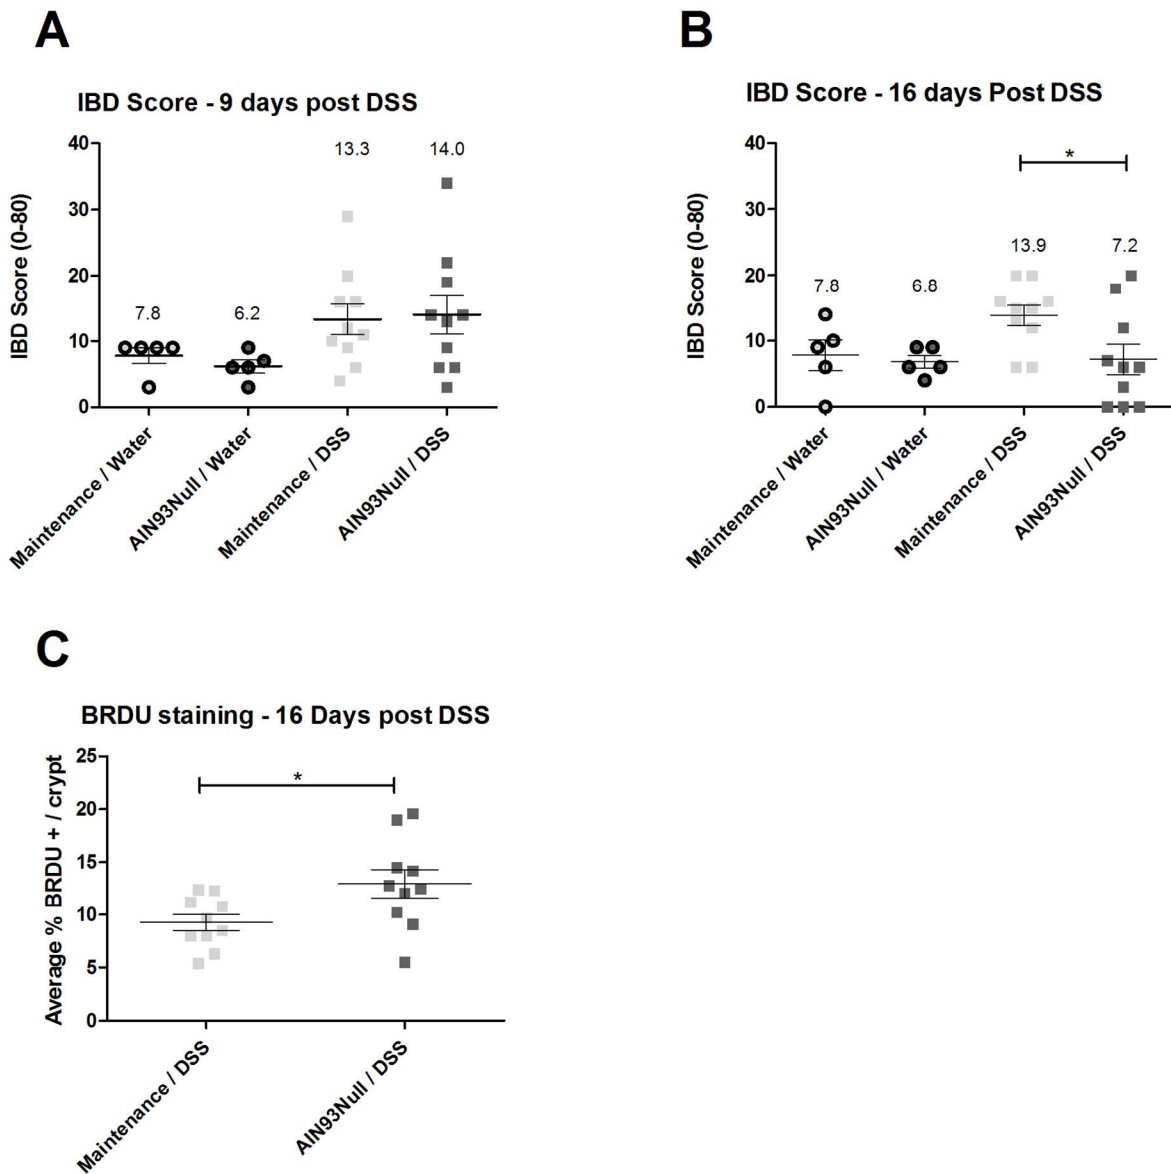 A
IBD Score - 9 days post DSS
IBD Score (0-80)
40
30
20
10
0
7.8
6.2
13.3
14.0
Maintenance / Water
AIN93Null / Water
Maintenance / DSS
AIN93Null / DSS
B
IBD Score - 16 days Post DSS
IBD Score (0-80)
40
30
20
10
0
*
7.8
6.8
13.9
7.2
Maintenance / Water
AIN93Null / Water
Maintenance / DSS
AIN93Null / DSS
C
BRDU staining - 16 Days post DSS
Average % BRDU + / crypt
25
20
15
10
5
0
*
Maintenance / DSS
AIN93Null / DSS